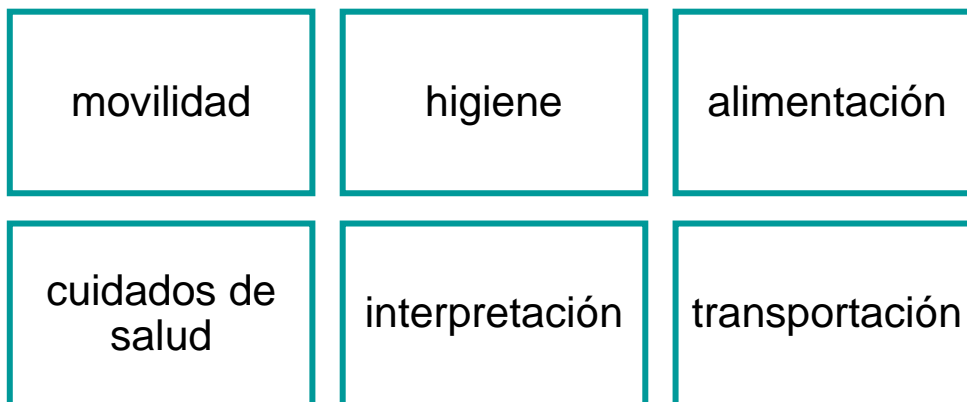 movilidad
higiene
alimentación
cuidados de
salud
interpretación
transportación